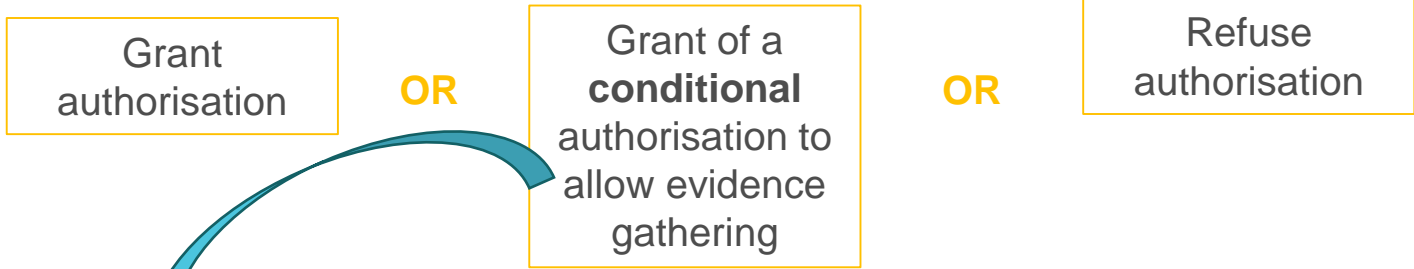 Grant
authorisation
OR
Grant of a
conditional
authorisation to
allow evidence
gathering
OR
Refuse
authorisation